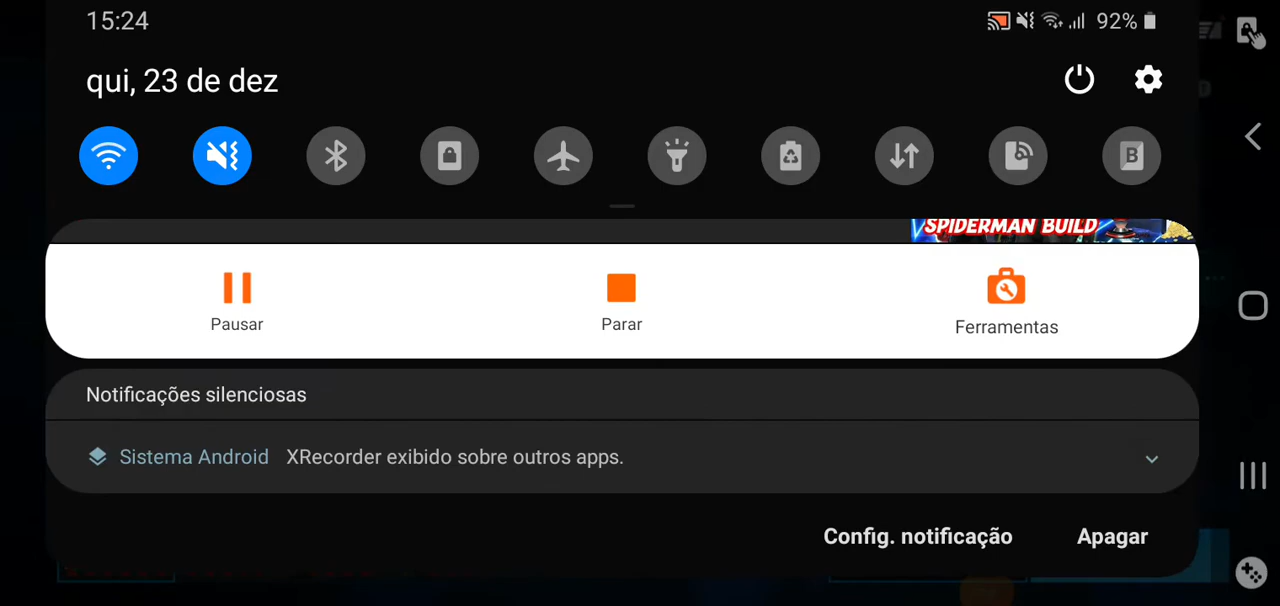 15:24
92%
qui, 23 de dez
B
SPIDERMAN BUILD
Pausar
Parar
Ferramentas
Notificações silenciosas
Sistema Android XRecorder exibido sobre outros apps.
Config. notificação Apagar